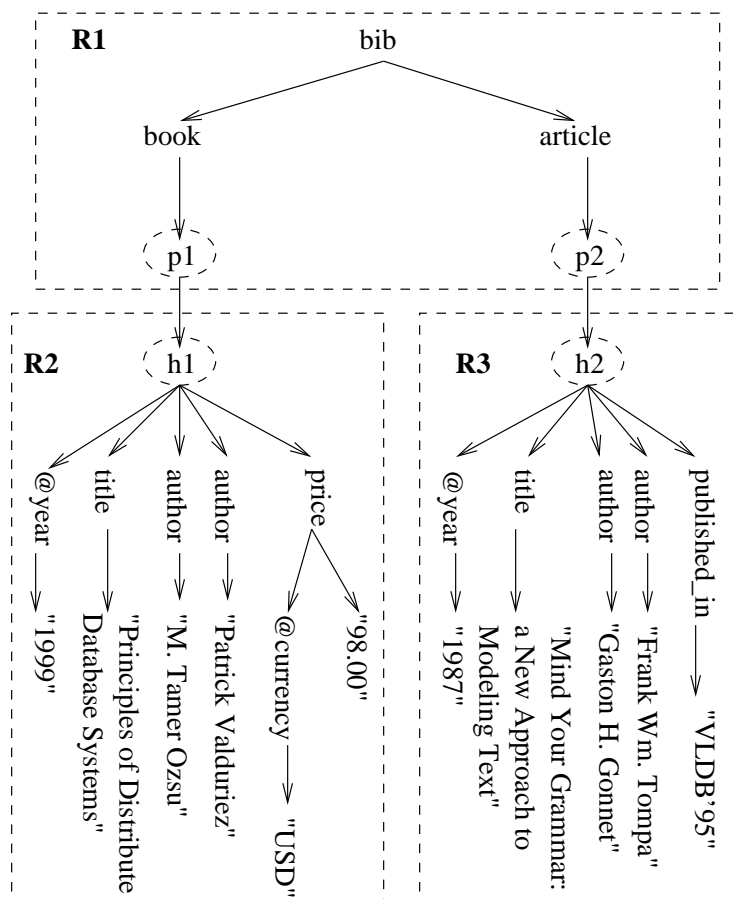 R1
bib
book
article
p1
p2
R2
h1
R3
h2
@year
title
author
author
price
@year
title
author
author
published_in
"1999"
"Principles of Distribute
Database Systems"
"M. Tamer Ozsu"
"Patrick Valduriez"
@currency
"USD"
"98.00"
"1987"
"Mind Your Grammar:
a New Approach to
Modeling Text"
"Gaston H. Gonnet"
"Frank Wm. Tompa"
"VLDB'95"